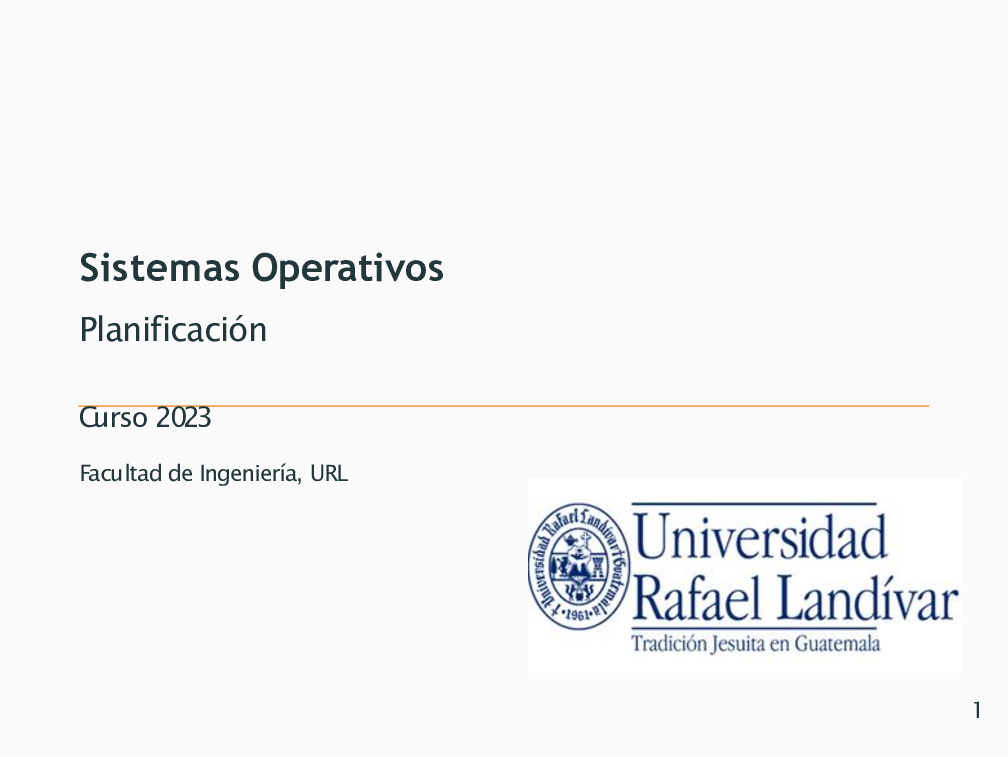 Sistemas Operativos
Planificación
Curso 2023
Facultad de Ingeniería, URL
Universidad Rafael Landívar Guatemala
•1961•
Universidad
Rafael Landívar
Tradición Jesuita en Guatemala
1